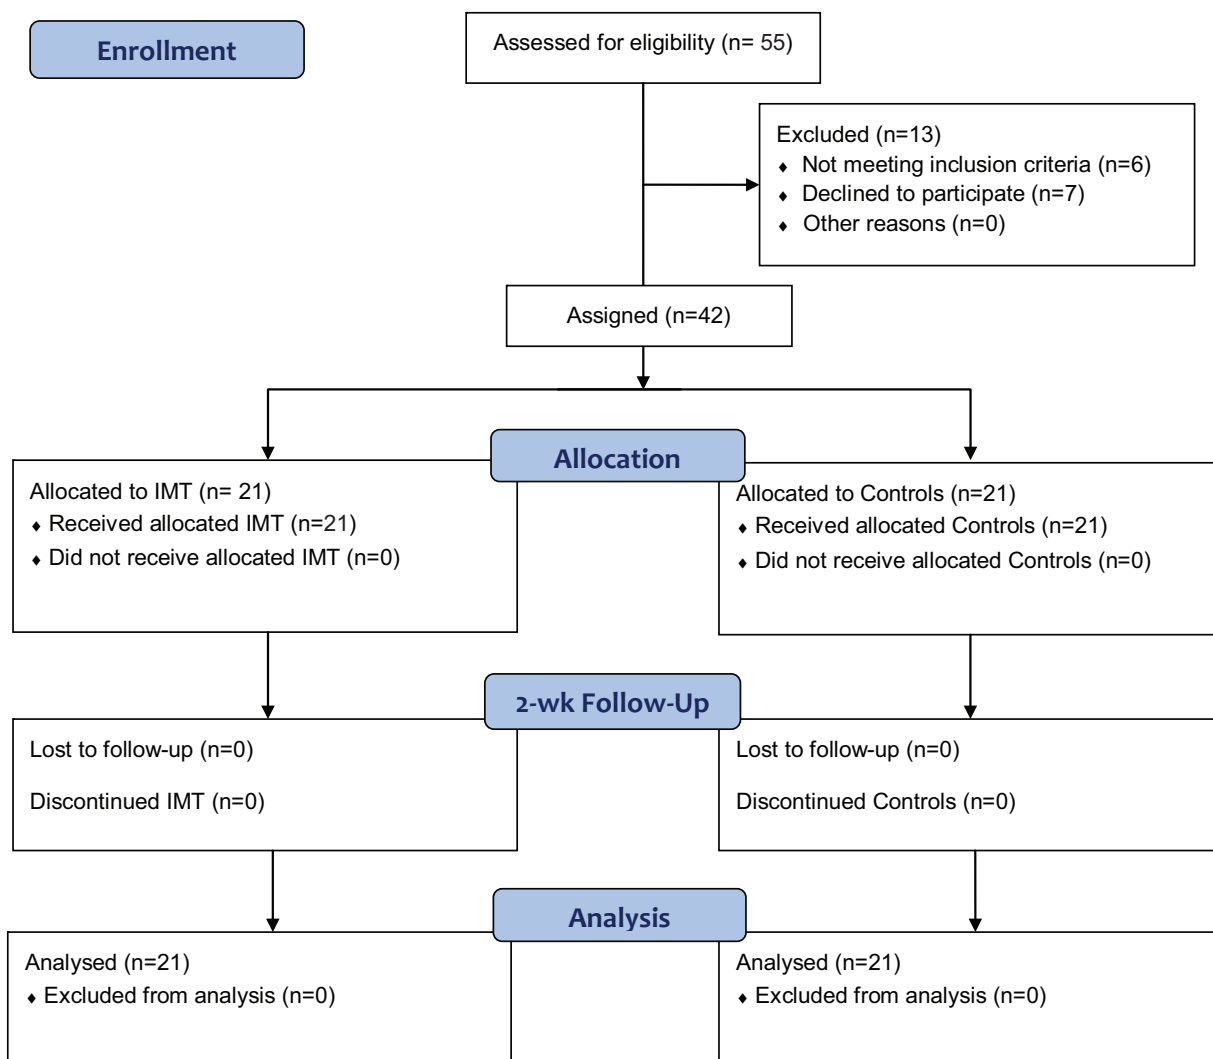 Enrollment
Assessed for eligibility (n= 55)
Excluded (n=13)
♦ Not meeting inclusion criteria (n=6)
♦ Declined to participate (n=7)
♦ Other reasons (n=0)
Assigned (n=42)
Allocation
Allocated to IMT (n= 21)
♦ Received allocated IMT (n=21)
♦ Did not receive allocated IMT (n=0)
Allocated to Controls (n=21)
♦ Received allocated Controls (n=21)
♦ Did not receive allocated Controls (n=0)
2-wk Follow-Up
Lost to follow-up (n=0)
Discontinued IMT (n=0)
Lost to follow-up (n=0)
Discontinued Controls (n=0)
Analysis
Analysed (n=21)
♦ Excluded from analysis (n=0)
Analysed (n=21)
♦ Excluded from analysis (n=0)